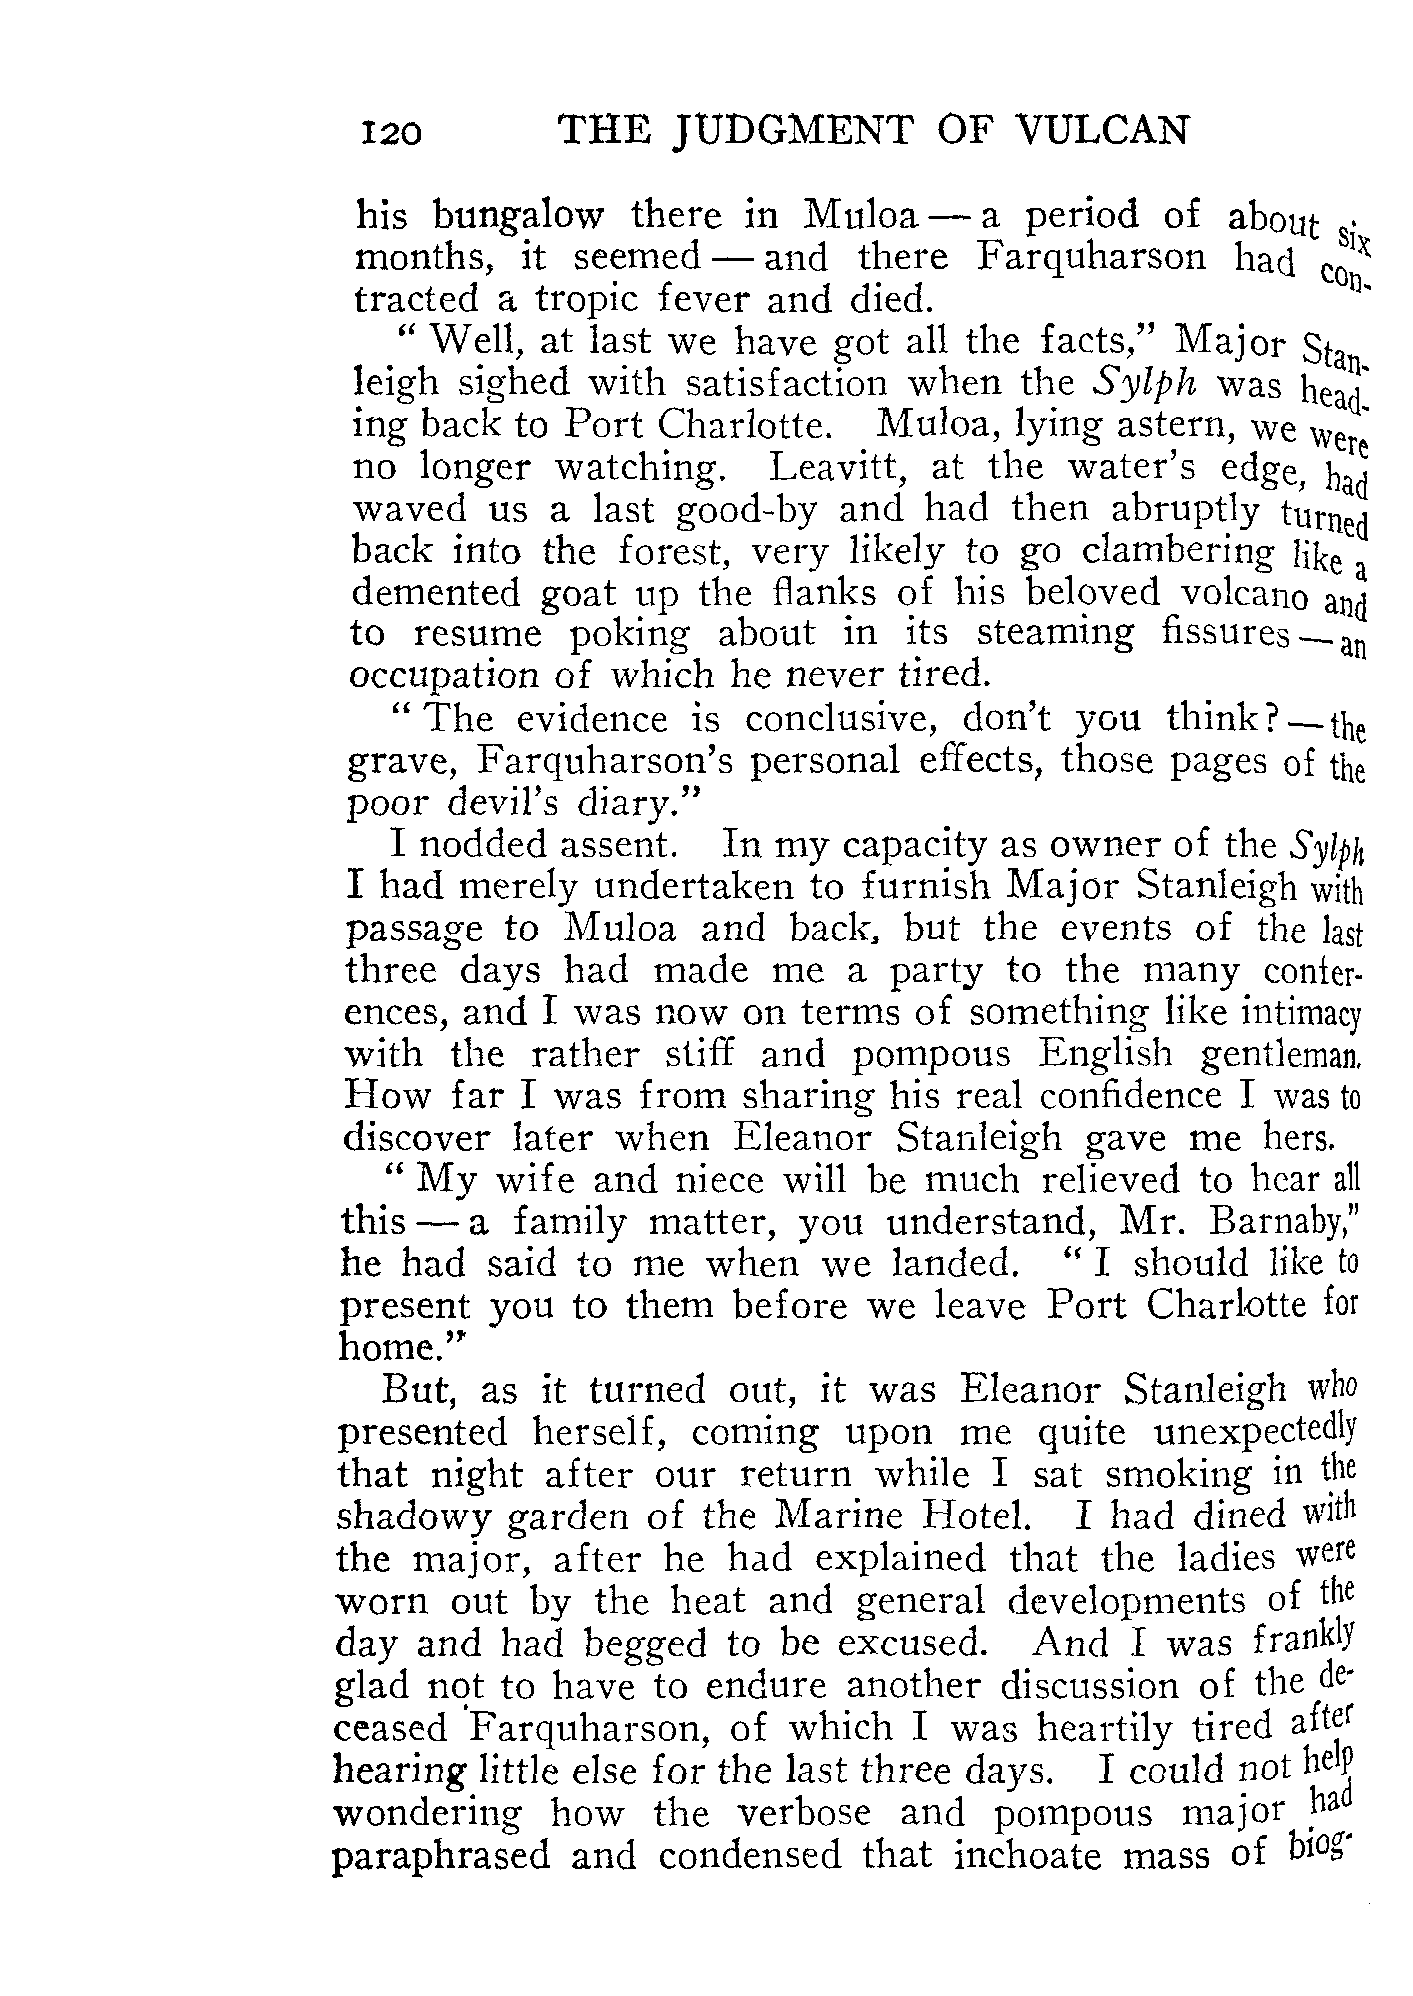 120 THE JUDGMENT OF VULCAN
his bungalow there in Muloa — a period of about six
months, it seemed — and there Farquharson had con-
tracted a tropic fever and died.
“ Well, at last we have got all the facts,” Major Stan-
leigh sighed with satisfaction when the Sylph was head-
ing back to Port Charlotte. Muloa, lying astern, we were
no longer watching. Leavitt, at the water’s edge, had
waved us a last good-by and had then abruptly turned
back into the forest, very likely to go clambering like a
demented goat up the flanks of his beloved volcano and
to resume poking about in its steaming fissures — an
occupation of which he never tired.
“ The evidence is conclusive, don’t you think? — the
grave, Farquharson’s personal effects, those pages of the
poor devil’s diary.”
I nodded assent. In my capacity as owner of the Sylph
I had merely undertaken to furnish Major Stanleigh with
passage to Muloa and back, but the events of the last
three days had made me a party to the many confer-
ences, and I was now on terms of something like intimacy
with the rather stiff and pompous English gentleman.
How far I was from sharing his real confidence I was to
discover later when Eleanor Stanleigh gave me hers.
“ My wife and niece will be much relieved to hear all
this — a family matter, you understand, Mr. Barnaby,”
he had said to me when we landed. “ I should like to
present you to them before we leave Port Charlotte for
home.”
But, as it turned out, it was Eleanor Stanleigh who
presented herself, coming upon me quite unexpectedly
that night after our return while I sat smoking in the
shadowy garden of the Marine Hotel. I had dined with
the major, after he had explained that the ladies were
worn out by the heat and general developments of the
day and had begged to be excused. And I was frankly
glad not to have to endure another discussion of the de-
ceased Farquharson, of which I was heartily tired after
hearing little else for the last three days. I could not help
wondering how the verbose and pompous major had
paraphrased and condensed that inchoate mass of biog-